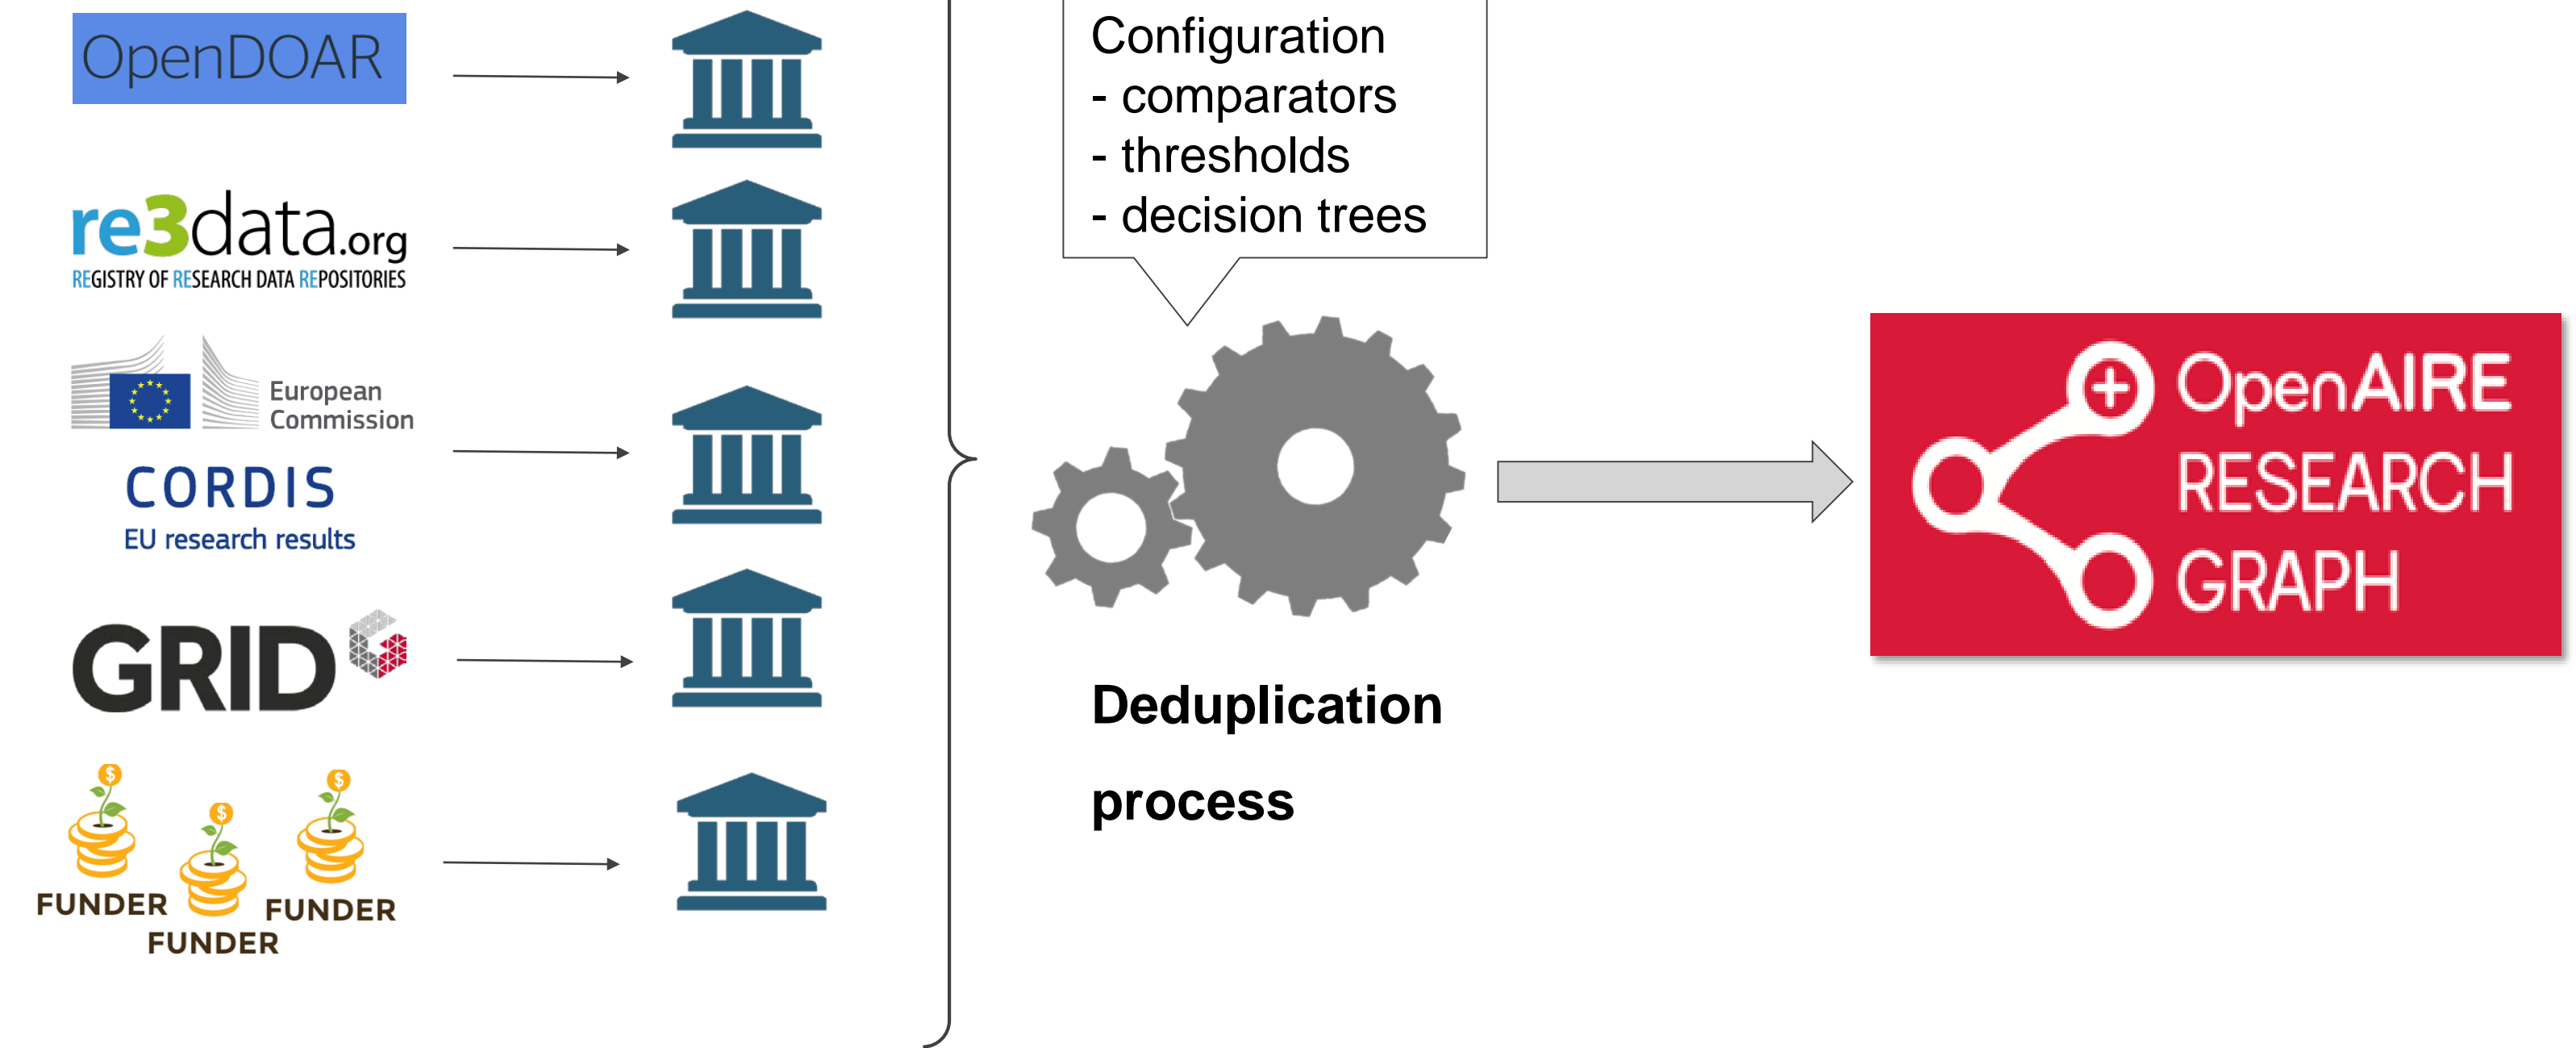 OpenDOAR
re3data.org
REGISTRY OF RESEARCH DATA REPOSITORIES
European
Commission
CORDIS
EU research results
GRID
FUNDER
FUNDER
FUNDER
Configuration
- comparators
- thresholds
- decision trees
Deduplication
process
OpenAIRE
RESEARCH
GRAPH